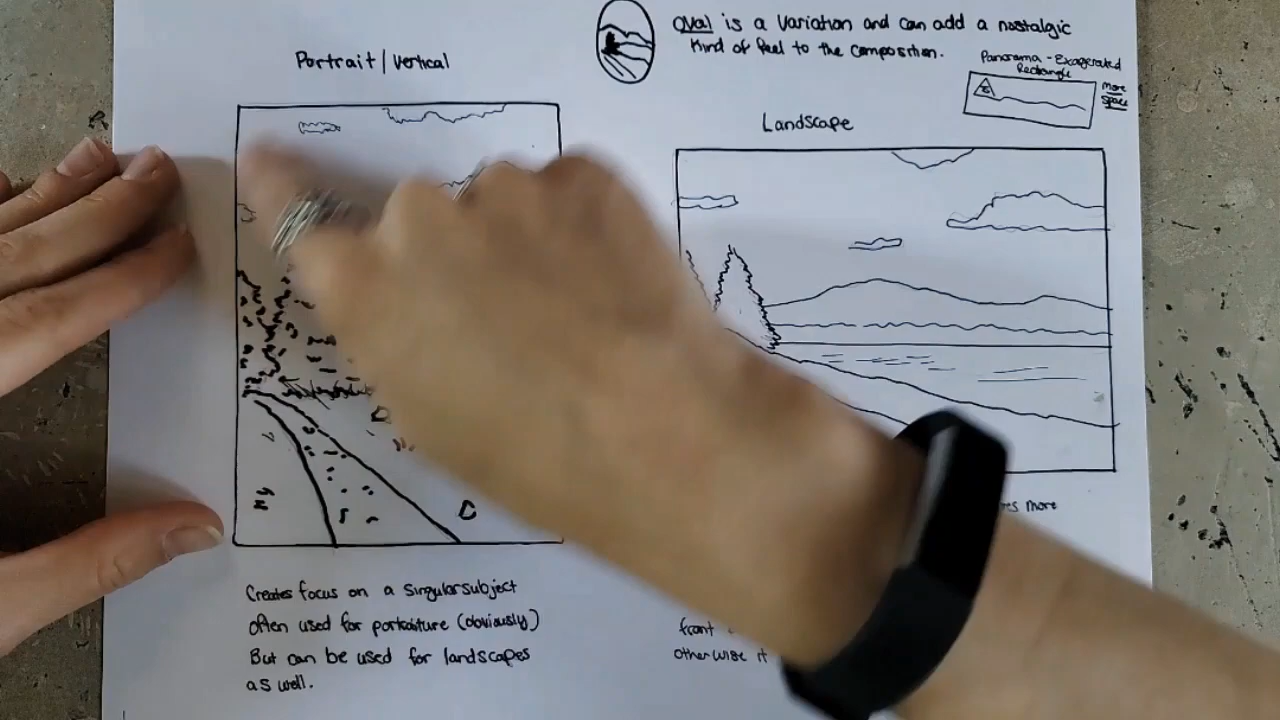 Portrait/Vertical
Creates focus on a singular subject
often used for portraiture (obviously)
But can be used for landscapes
as well.
Oval is a variation and can add a nostalgic
kind of feel to the composition.
Panorama - Exagerated
Rectangle
More
Space
Landscape
more
front
otherwise it